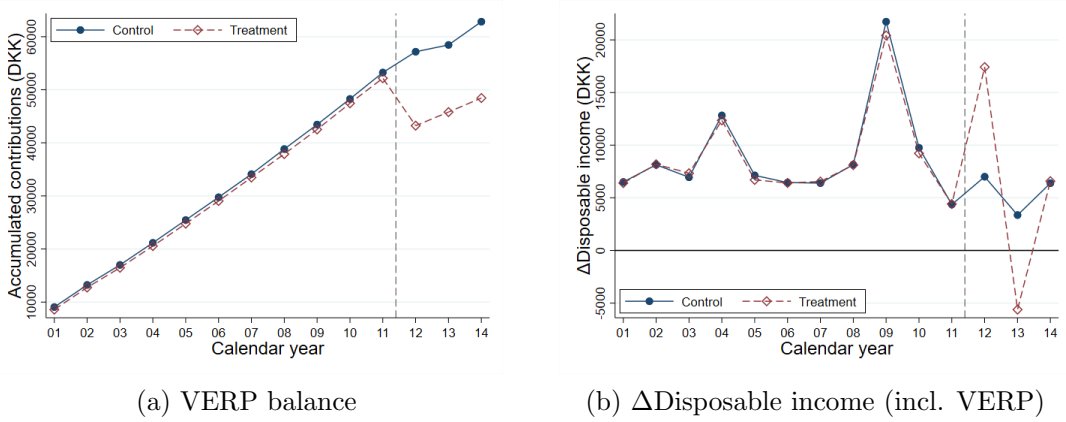 Accumulated contributions (DKK)
60000
50000
40000
30000
20000
10000
Control
Treatment
01 02 03 04 05 06 07 08 09 10 11 12 13 14
Calendar year
(a) VERP balance
ΔDisposable income (DKK)
20000
15000
10000
5000
0
-5000
Control
Treatment
01 02 03 04 05 06 07 08 09 10 11 12 13 14
Calendar year
(b) ΔDisposable income (incl. VERP)